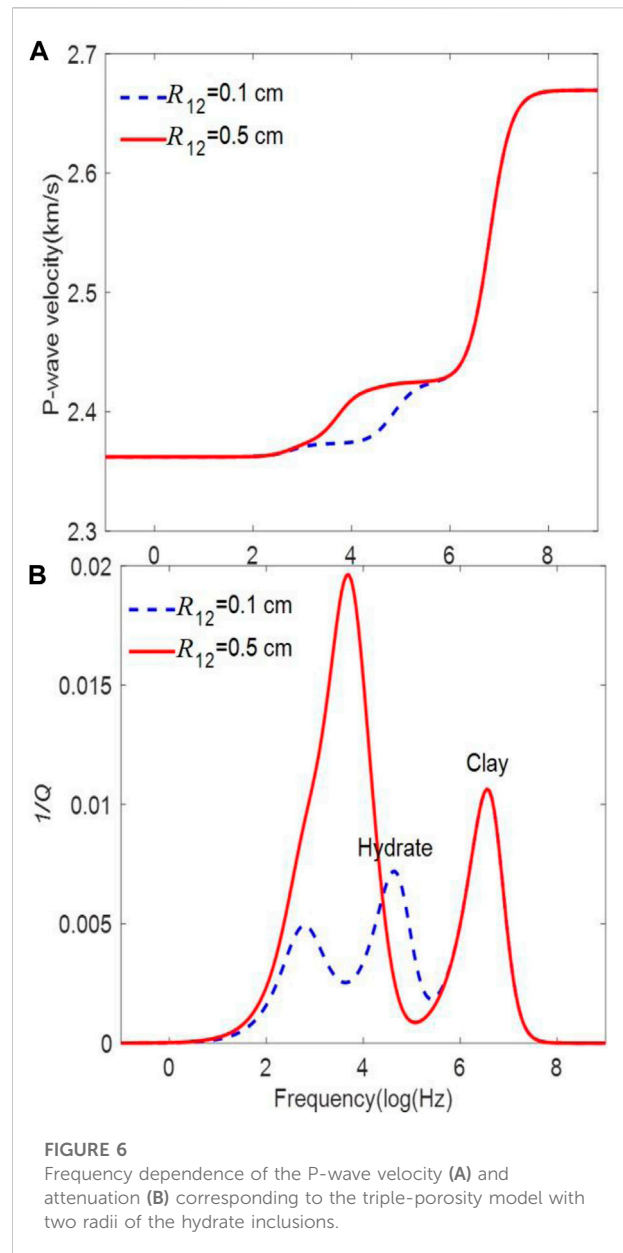 A
2.7
R12=0.1 cm
R12=0.5 cm
2.6
P-wave velocity(km/s)
2.5
2.4
2.3
0 2 4 6 8
B
0.02
R12=0.1 cm
R12=0.5 cm
0.015
Clay
1/Q
0.01
Hydrate
0.005
0
0 2 4 6 8
Frequency(log(Hz)
FIGURE 6
Frequency dependence of the P-wave velocity (A) and
attenuation (B) corresponding to the triple-porosity model with
two radii of the hydrate inclusions.